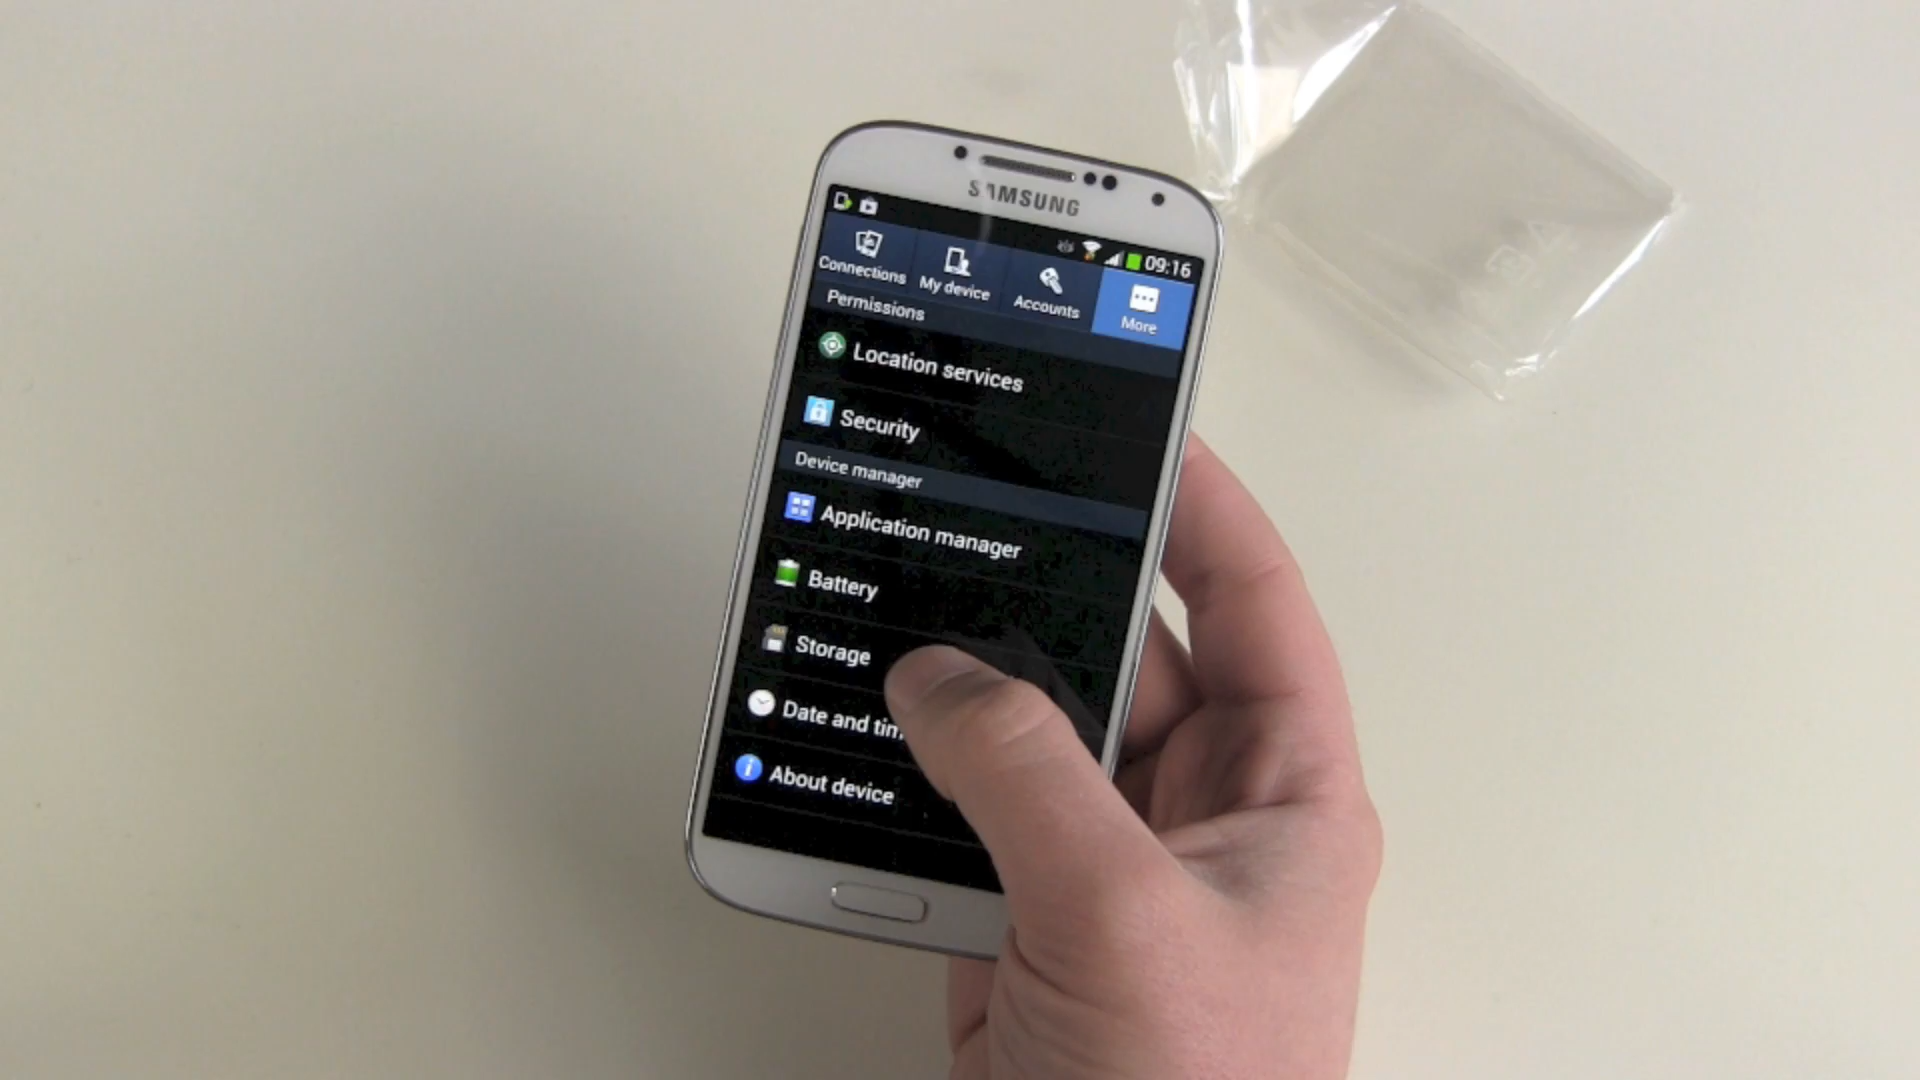 SAMSUNG
09:16
Connections
My device
Accounts
More
Permissions
Location services
Security
Device manager
Application manager
Battery
Storage
Date and tim
About device